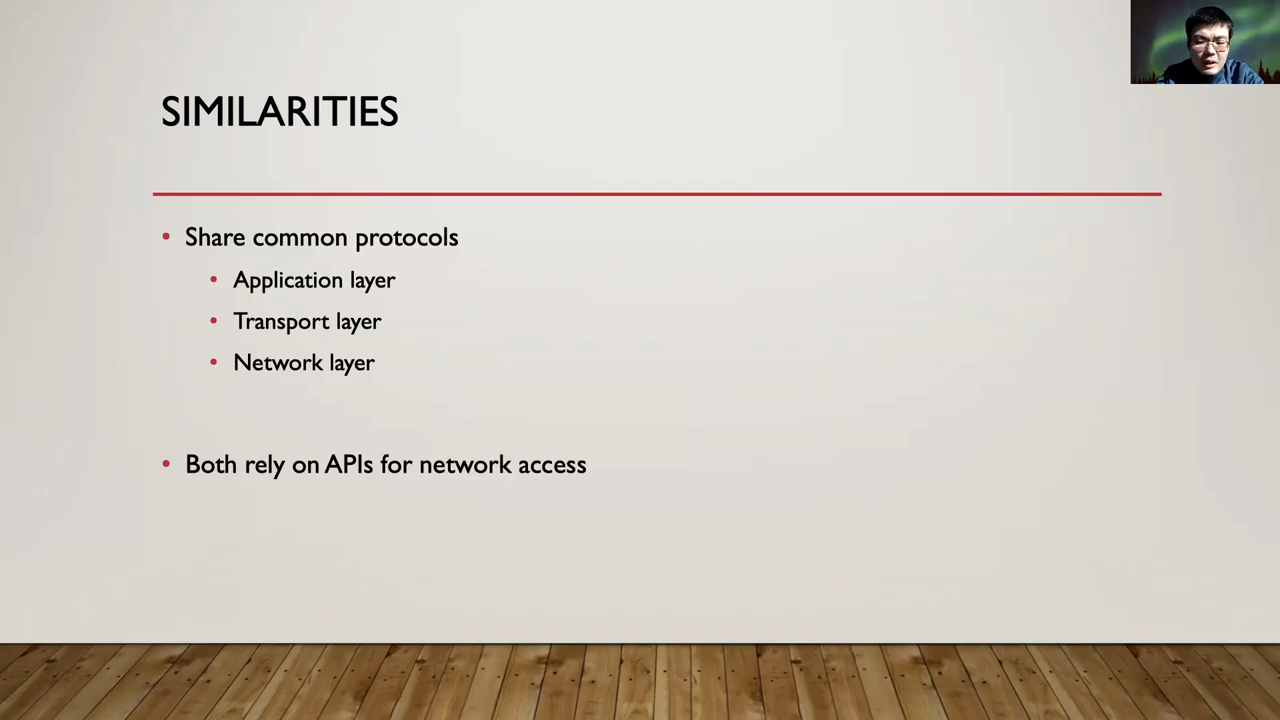 SIMILARITIES
• Share common protocols
• Application layer
• Transport layer
• Network layer
• Both rely on APIs for network access